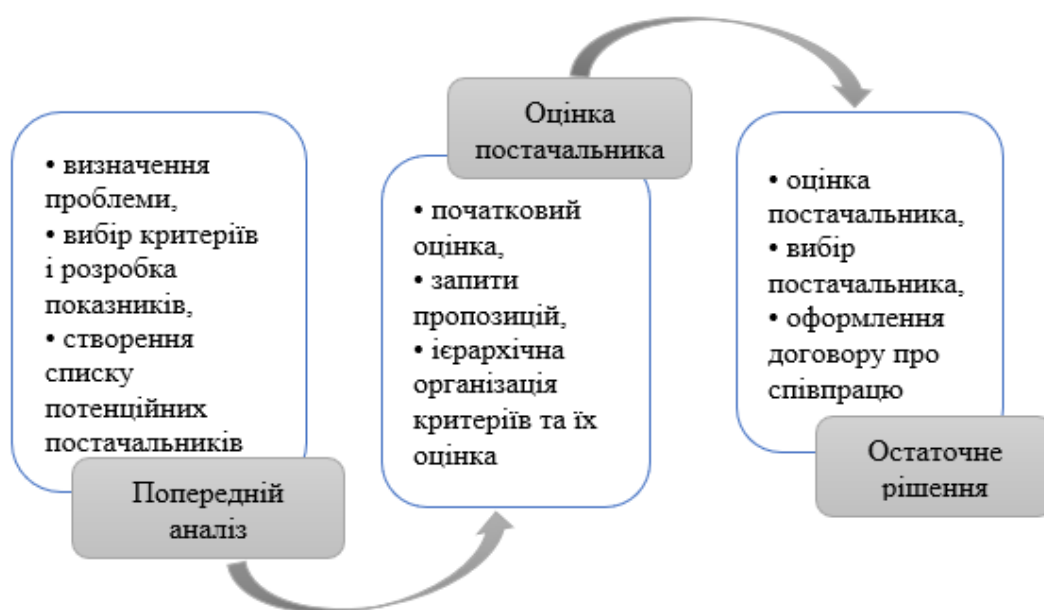 • визначення
проблеми,
• вибір критеріїв
і розробка
показників,
• створення
списку
потенційних
постачальників
Попередній
аналіз
Оцінка
постачальника
• початковий
оцінка,
• запити
пропозицій,
• ієрархічна
організація
критеріїв та їх
оцінка
• оцінка
постачальника,
• вибір
постачальника,
• оформлення
договору про
співпрацю
Остаточне
рішення